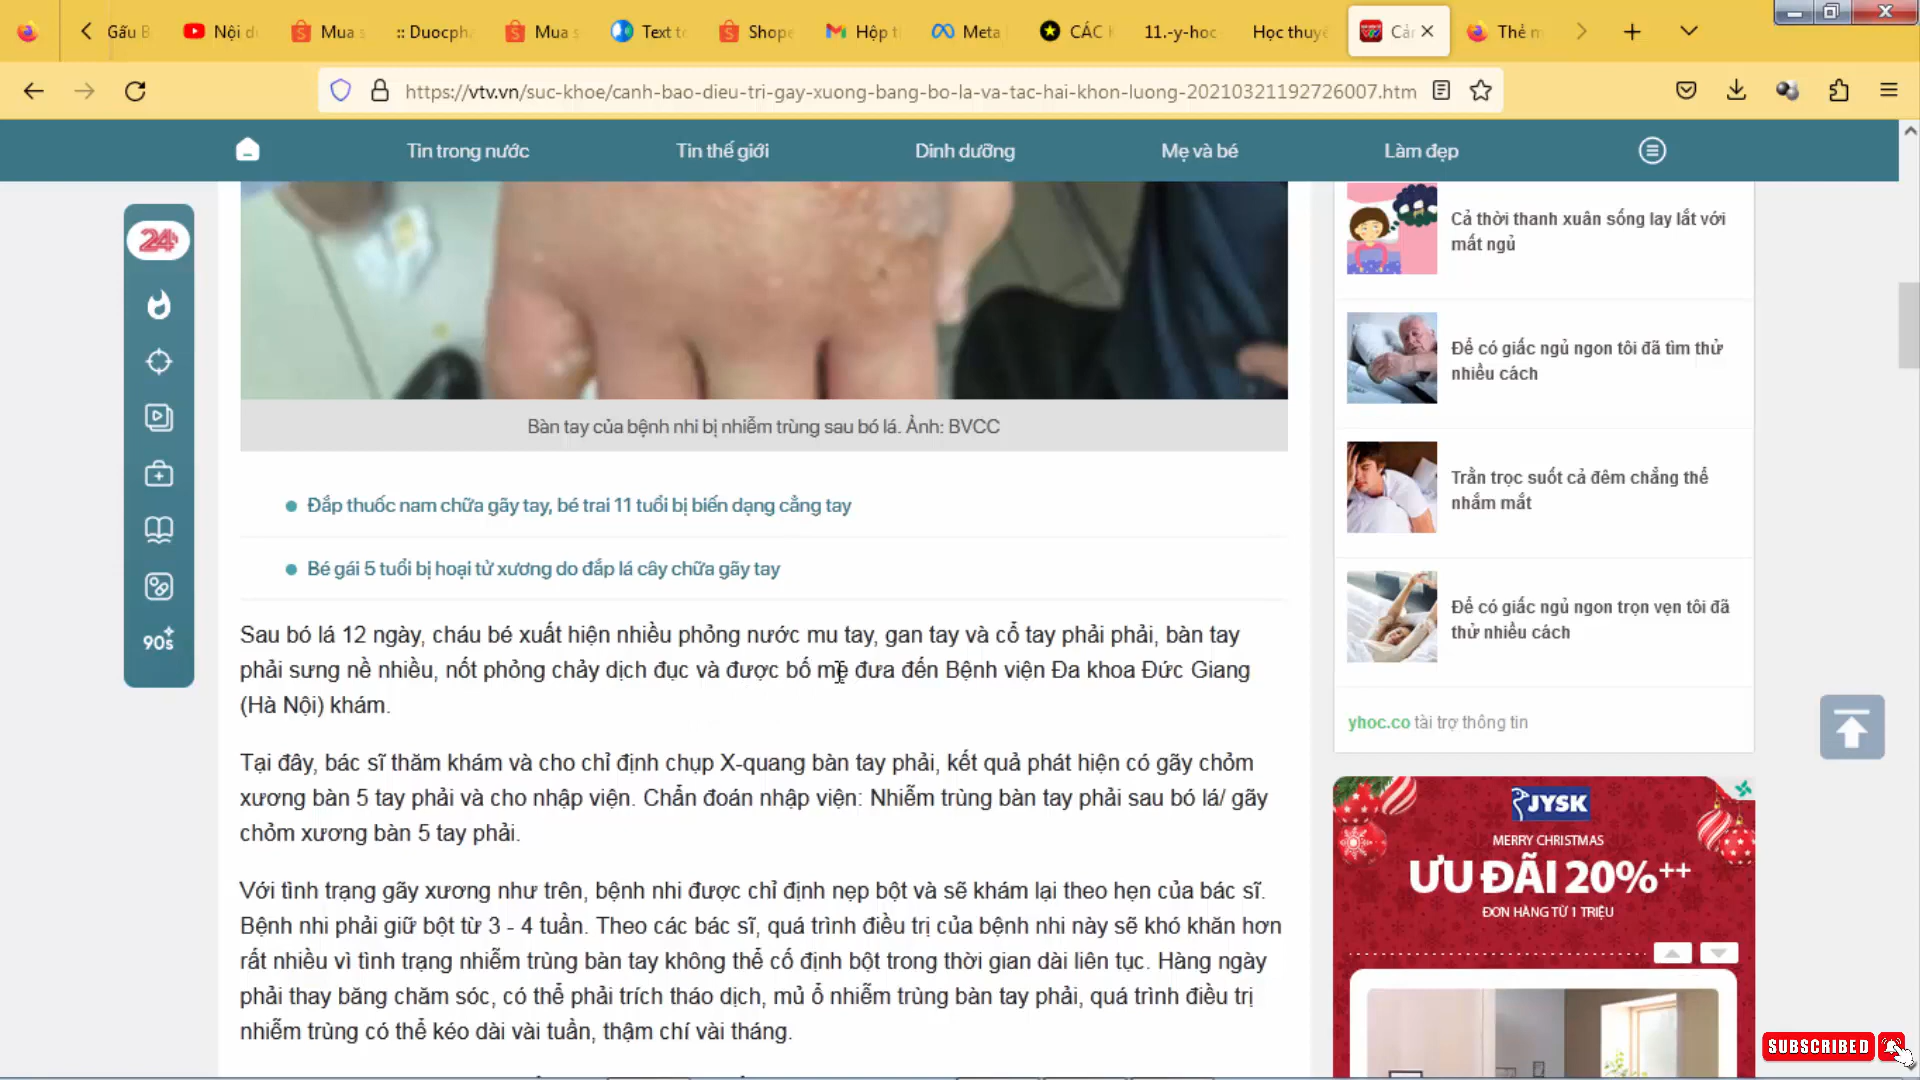 Gấu B
Nội d
Mua s
:: Duocph
Mua s
Text t
Shope
Hộp t
Meta
CÁC
11.-y-hoc
Học thuy
Thẻ
https://vtv.vn/suc-khoe/canh-bao-dieu-tri-gay-xuong-bang-bo-la-va-tac-hai-khon-luong-20210321192726007.htm
Tin trong nước
Tin thế giới
Dinh dưỡng
Mẹ và bé
Làm đẹp
24h
90s
Bàn tay của bệnh nhi bị nhiễm trùng sau bó lá. Ảnh: BVCC
Đắp thuốc nam chữa gãy tay, bé trai 11 tuổi bị biến dạng cẳng tay
Bé gái 5 tuổi bị hoại tử xương do đắp lá cây chữa gãy tay
Sau bó lá 12 ngày, cháu bé xuất hiện nhiều phỏng nước mu tay, gan tay và cổ tay phải phải, bàn tay
phải sưng nề nhiều, nốt phỏng chảy dịch đục và được bố mẹ đưa đến Bệnh viện Đa khoa Đức Giang
(Hà Nội) khám.
Tại đây, bác sĩ thăm khám và cho chỉ định chụp X-quang bàn tay phải, kết quả phát hiện có gãy chỏm
xương bàn 5 tay phải và cho nhập viện. Chẩn đoán nhập viện: Nhiễm trùng bàn tay phải sau bó lá/ gãy
chỏm xương bàn 5 tay phải.
Với tình trạng gãy xương như trên, bệnh nhi được chỉ định nẹp bột và sẽ khám lại theo hẹn của bác sĩ.
Bệnh nhi phải giữ bột từ 3 - 4 tuần. Theo các bác sĩ, quá trình điều trị của bệnh nhi này sẽ khó khăn hơn
rất nhiều vì tình trạng nhiễm trùng bàn tay không thể cố định bột trong thời gian dài liên tục. Hàng ngày
phải thay băng chăm sóc, có thể phải trích tháo dịch, mủ ổ nhiễm trùng bàn tay phải, quá trình điều trị
nhiễm trùng có thể kéo dài vài tuần, thậm chí vài tháng.
Cả thời thanh xuân sống lay lắt với
mất ngủ
Để có giấc ngủ ngon tôi đã tìm thử
nhiều cách
Trằn trọc suốt cả đêm chẳng thể
nhắm mắt
Để có giấc ngủ ngon trọn vẹn tôi đã
thử nhiều cách
yhoc.co tài trợ thông tin
JYSK
MERRY CHRISTMAS
ƯU ĐÃI 20%++
ĐƠN HÀNG TỪ 1 TRIỆU
SUBSCRIBED